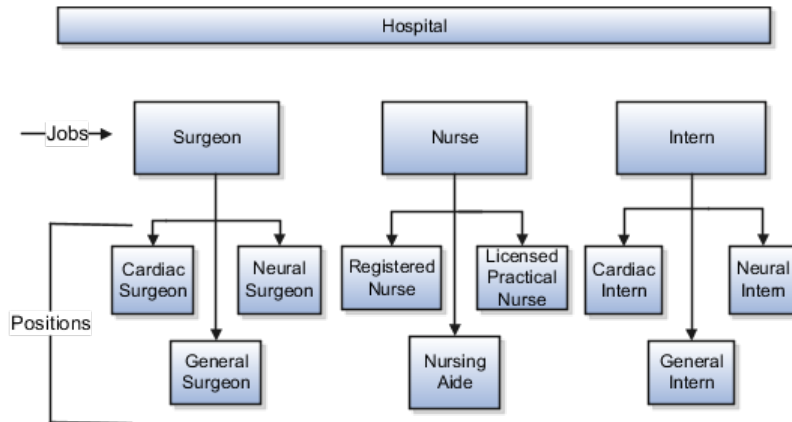 Hospital
Jobs
Surgeon
Nurse
Intern
Cardiac
Surgeon
Neural
Surgeon
Registered
Nurse
Licensed
Practical
Nurse
Cardiac
Intern
Neural
Intern
Positions
General
Surgeon
Nursing
Aide
General
Intern